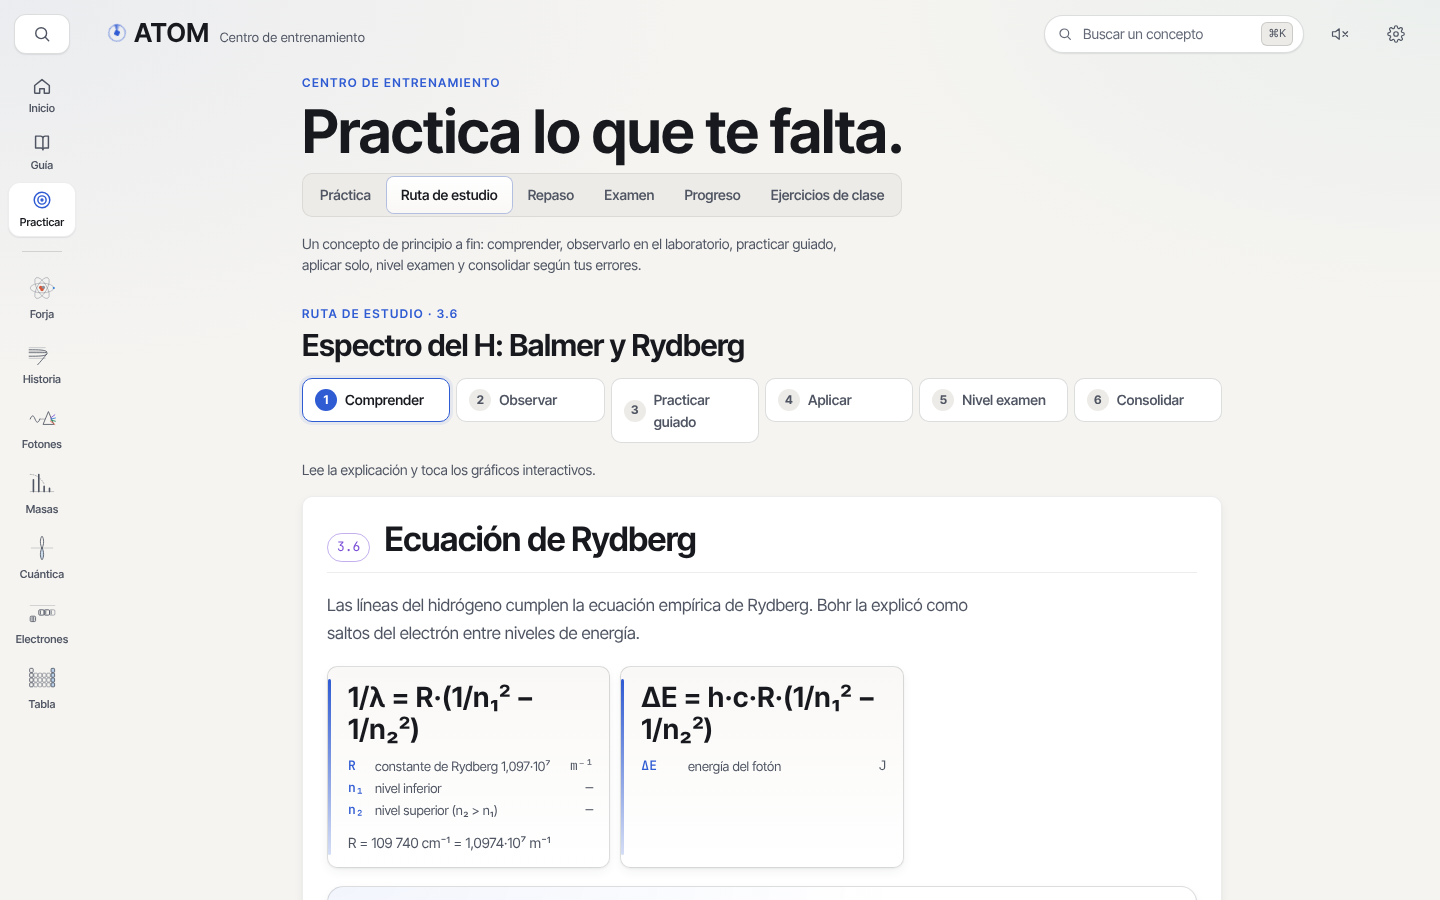 ATOM Centro de entrenamiento
Buscar un concepto ⌘K
Inicio
Guía
Practicar
Forja
Historia
Fotones
Masas
Cuántica
Electrones
Tabla
CENTRO DE ENTRENAMIENTO
Practica lo que te falta.
Práctica Ruta de estudio Repaso Examen Progreso Ejercicios de clase
Un concepto de principio a fin: comprender, observarlo en el laboratorio, practicar guiado,
aplicar solo, nivel examen y consolidar según tus errores.
RUTA DE ESTUDIO · 3.6
Espectro del H: Balmer y Rydberg
1 Comprender
2 Observar
3 Practicar
guiado
4 Aplicar
5 Nivel examen
6 Consolidar
Lee la explicación y toca los gráficos interactivos.
3.6 Ecuación de Rydberg
Las líneas del hidrógeno cumplen la ecuación empírica de Rydberg. Bohr la explicó como
saltos del electrón entre niveles de energía.
1/λ = R·(1/n₁² −
1/n₂²)
R constante de Rydberg 1,097·10⁷ m⁻¹
n₁ nivel inferior —
n₂ nivel superior (n₂ > n₁) —
R = 109 740 cm⁻¹ = 1,0974·10⁷ m⁻¹
ΔE = h·c·R·(1/n₁² −
1/n₂²)
ΔE energía del fotón J